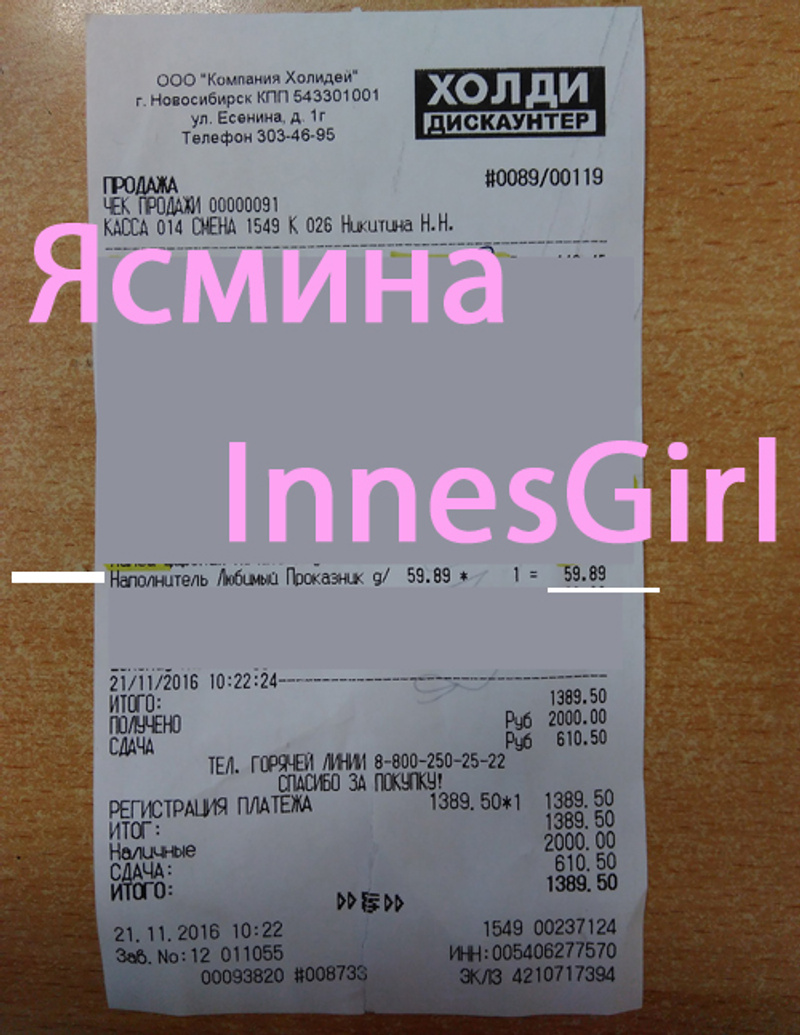 ООО "Компания Холидей"
г. Новосибирск КПП 543301001
ул. Есенина, д. 1г
Телефон 303-46-95
ХОЛДИ
ДИСКАУНТЕР
ПРОДАЖА #0089/00119
ЧЕК ПРОДАЖИ 00000091
КАССА 014 СМЕНА 1549 К 026 Никитина Н.Н.
Ясмина
InnesGirl
Наполнитель Любимый Проказник д/ 59.89 * 1 = 59.89
21/11/2016 10:22:24
ИТОГО: 1389.50
ПОЛУЧЕНО Руб 2000.00
СДАЧА Руб 610.50
ТЕЛ. ГОРЯЧЕЙ ЛИНИИ 8-800-250-25-22
СПАСИБО ЗА ПОКУПКУ!
РЕГИСТРАЦИЯ ПЛАТЕЖА 1389.50*1 1389.50
ИТОГ: 1389.50
Наличные 2000.00
СДАЧА: 610.50
ИТОГО: 1389.50
21.11.2016 10:22 1549 00237124
Зав.No:12 011055 ИНН:005406277570
00093820 #008733 ЭКЛЗ 4210717394